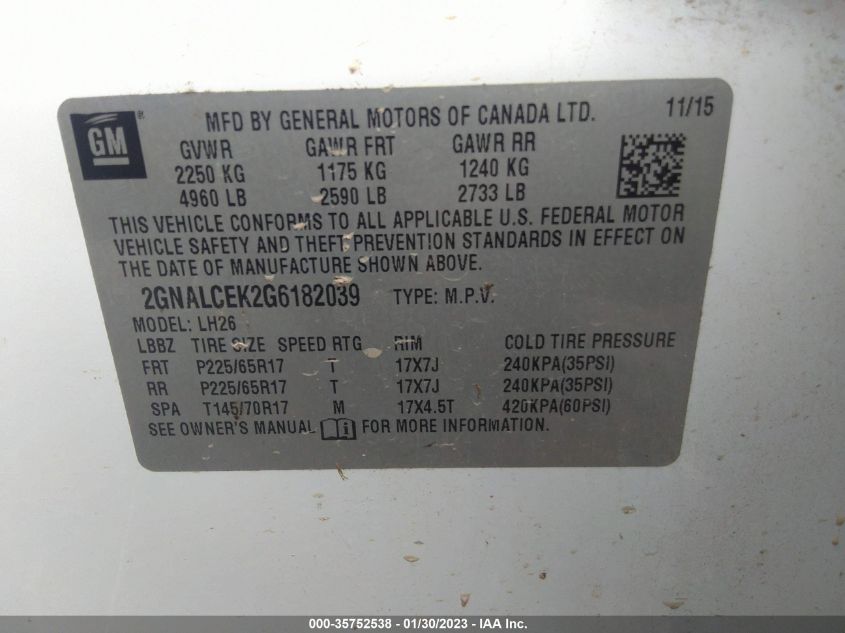 GM
MFD BY GENERAL MOTORS OF CANADA LTD. 11/15
GVWR GAWR FRT GAWR RR
2250 KG 1175 KG 1240 KG
4960 LB 2590 LB 2733 LB
THIS VEHICLE CONFORMS TO ALL APPLICABLE U.S. FEDERAL MOTOR
VEHICLE SAFETY AND THEFT PREVENTION STANDARDS IN EFFECT ON
THE DATE OF MANUFACTURE SHOWN ABOVE.
2GNALCEK2G6182039 TYPE: M.P.V.
MODEL: LH26
LBBZ TIRE SIZE SPEED RTG RIM COLD TIRE PRESSURE
FRT P225/65R17 T 17X7J 240KPA(35PSI)
RR P225/65R17 T 17X7J 240KPA(35PSI)
SPA T145/70R17 M 17X4.5T 420KPA(60PSI)
SEE OWNER'S MANUAL FOR MORE INFORMATION.
000-35752538 - 01/30/2023 - IAA Inc.